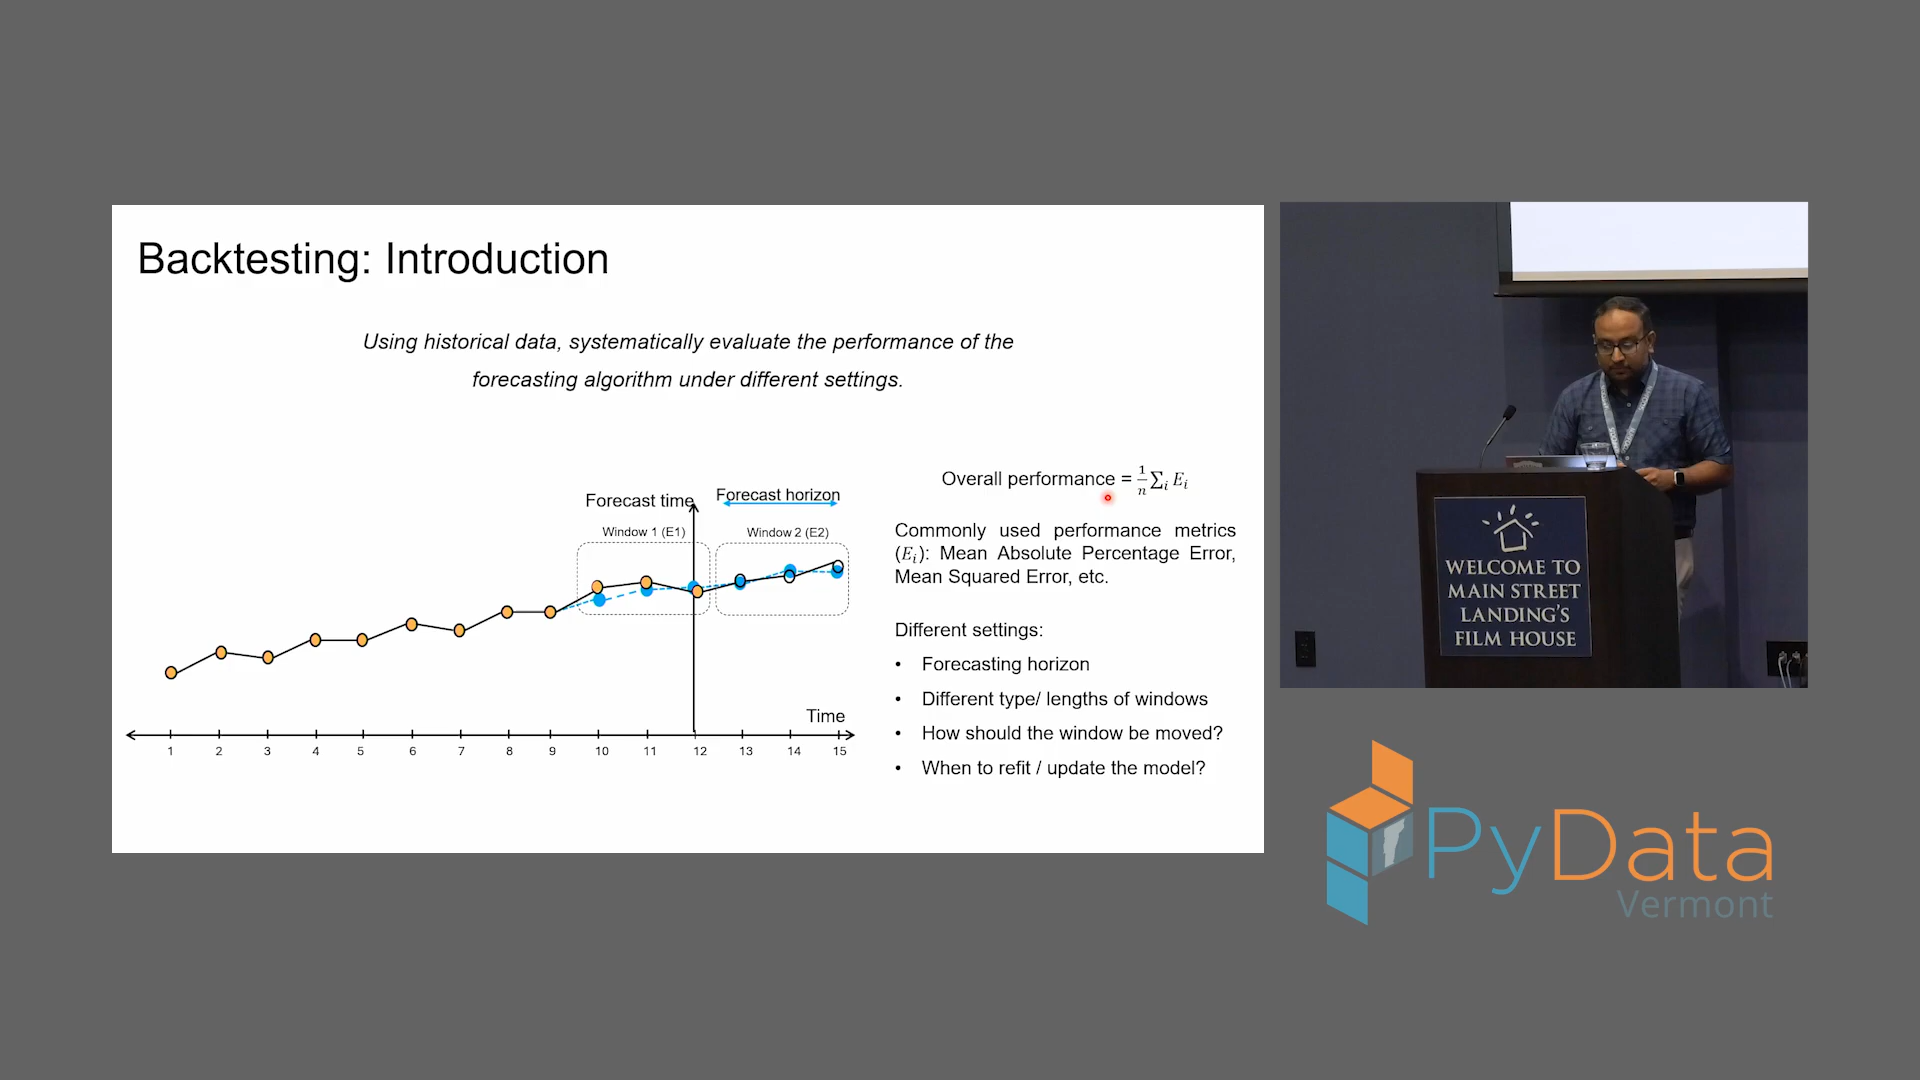 Backtesting: Introduction
Using historical data, systematically evaluate the performance of the
forecasting algorithm under different settings.
Forecast time
Forecast horizon
Window 1 (E1)
Window 2 (E2)
Time
1 2 3 4 5 6 7 8 9 10 11 12 13 14 15
Overall performance = 1/n ∑i Ei
Commonly used performance metrics
(Ei): Mean Absolute Percentage Error,
Mean Squared Error, etc.
Different settings:
• Forecasting horizon
• Different type/ lengths of windows
• How should the window be moved?
• When to refit / update the model?
WELCOME TO
MAIN STREET
LANDING'S
FILM HOUSE
PyData
Vermont